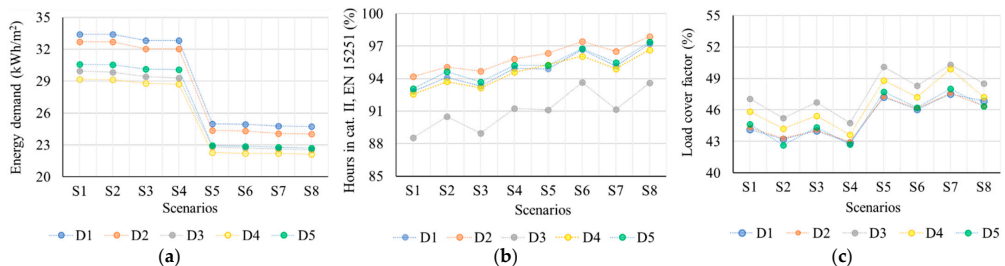 Energy demand (kWh/m²)
35
32
29
26
23
20
S1 S2 S3 S4 S5 S6 S7 S8
Scenarios
D1 D2 D3 D4 D5
(a)
Hours in cat. II, EN 15251 (%)
100
97
94
91
88
85
S1 S2 S3 S4 S5 S6 S7 S8
Scenarios
D1 D2 D3 D4 D5
(b)
Load cover factor (%)
55
52
49
46
43
40
S1 S2 S3 S4 S5 S6 S7 S8
Scenarios
D1 D2 D3 D4 D5
(c)